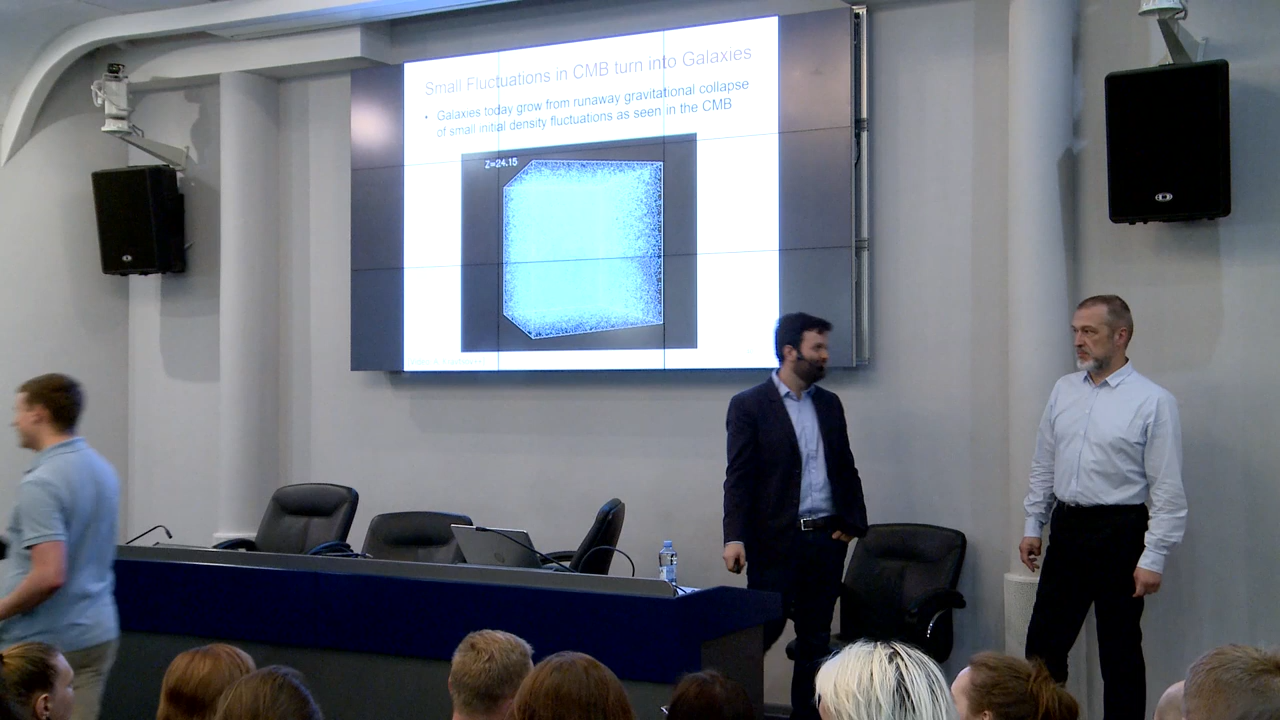 Small Fluctuations in CMB turn into Galaxies
• Galaxies today grow from runaway gravitational collapse
of small initial density fluctuations as seen in the CMB
Z=24.15